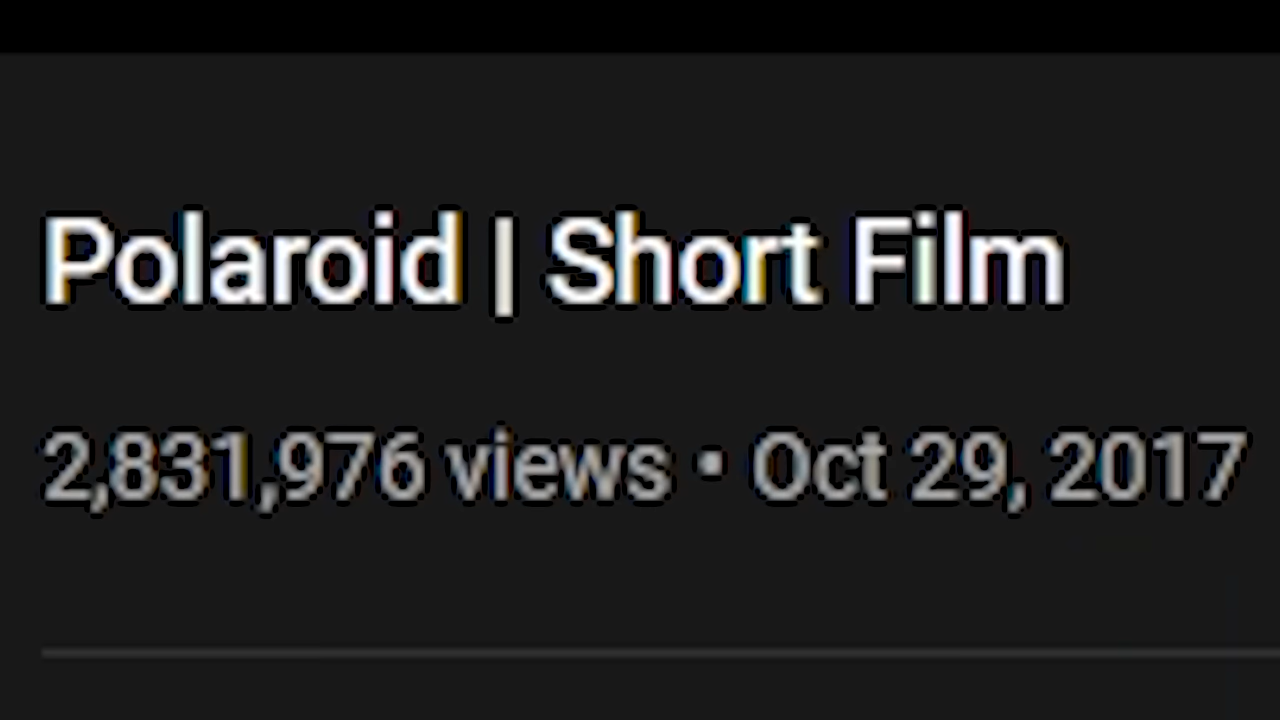 Polaroid | Short Film
2,831,976 views • Oct 29, 2017